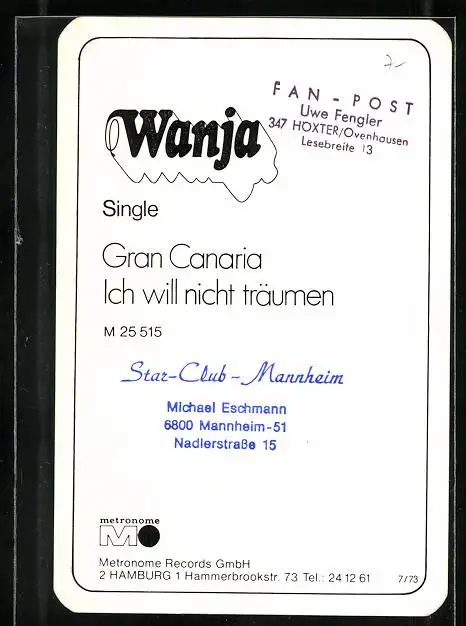 7,-
FAN-POST
Uwe Fengler
347 HÖXTER/Ovenhausen
Lesebreite 13
Wanja
Single
Gran Canaria
Ich will nicht träumen
M 25 515
Star-Club-Mannheim
Michael Eschmann
6800 Mannheim-51
Nadlerstraße 15
metronome
Metronome Records GmbH
2 HAMBURG 1 Hammerbrookstr. 73 Tel.: 24 12 61 7/73